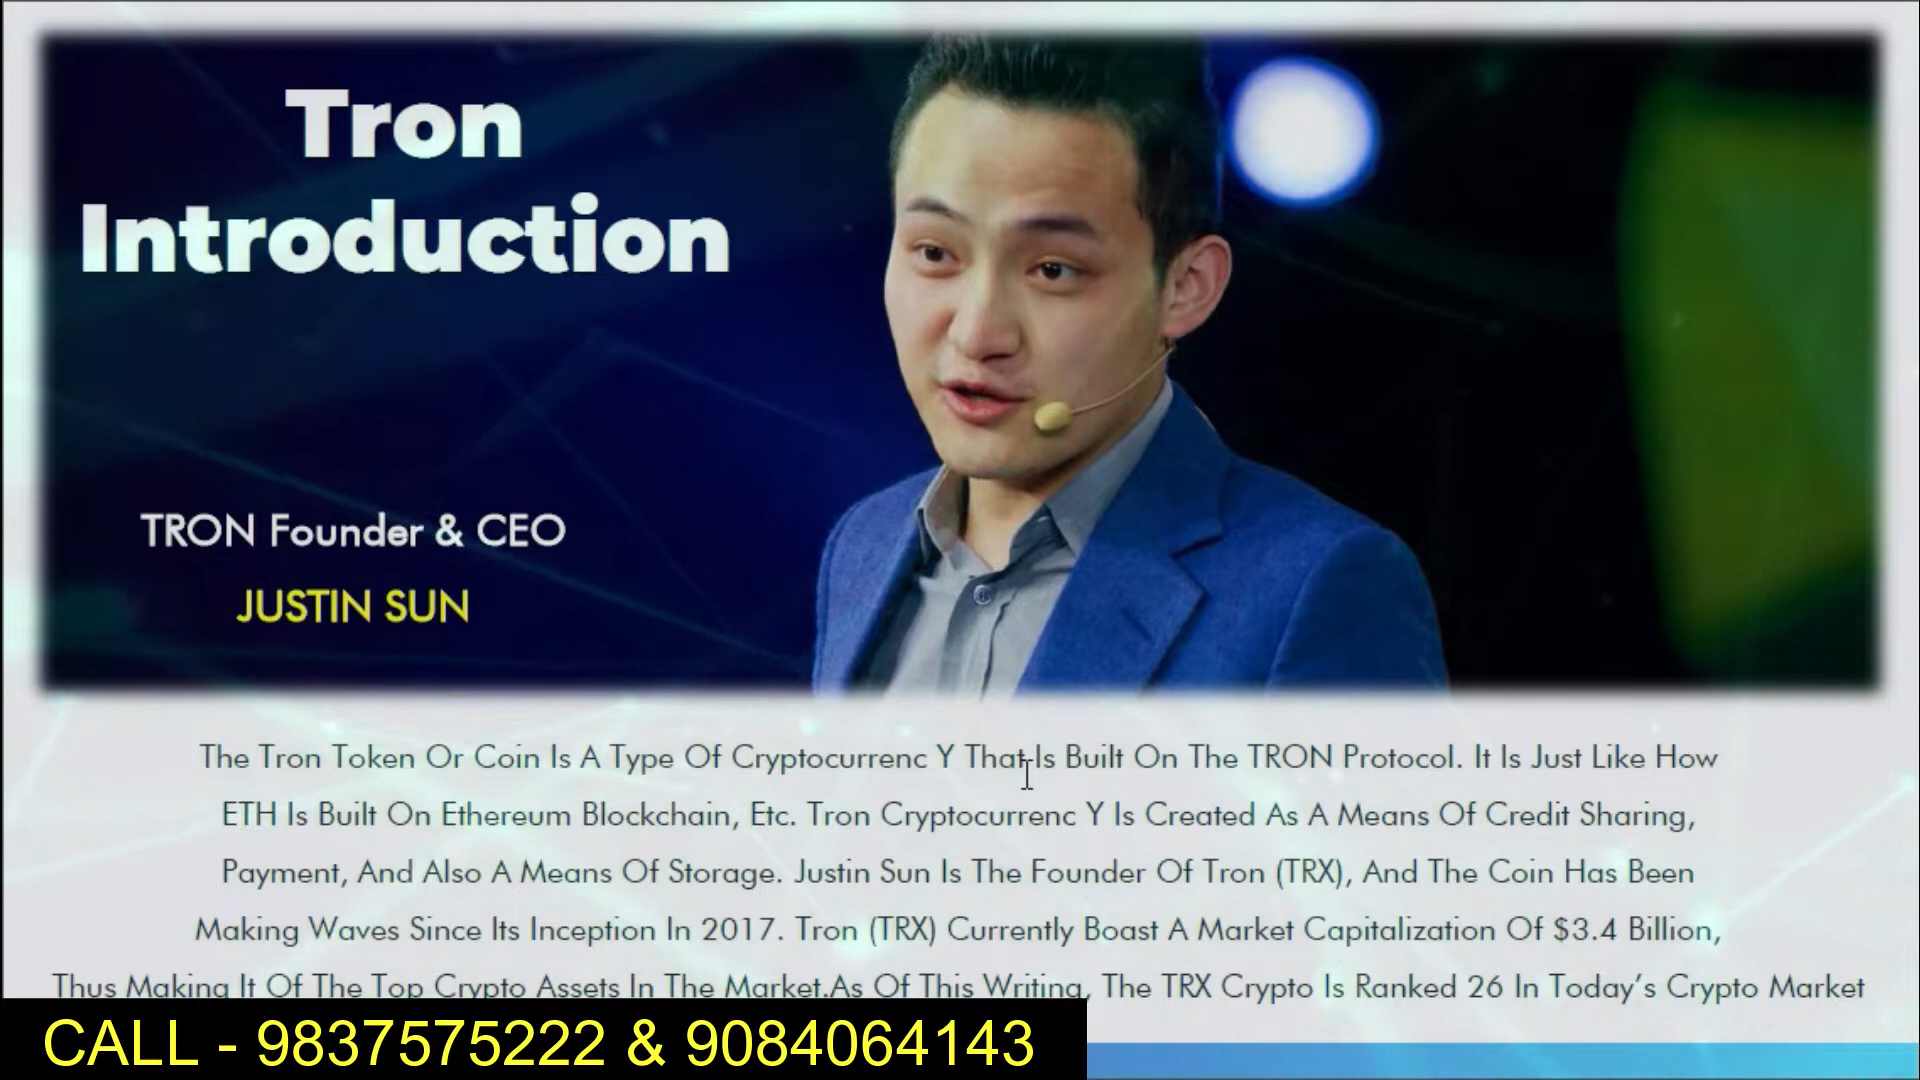 Tron
Introduction
TRON Founder & CEO
JUSTIN SUN
The Tron Token Or Coin Is A Type Of Cryptocurrenc Y That Is Built On The TRON Protocol. It Is Just Like How
ETH Is Built On Ethereum Blockchain, Etc. Tron Cryptocurrenc Y Is Created As A Means Of Credit Sharing,
Payment, And Also A Means Of Storage. Justin Sun Is The Founder Of Tron (TRX), And The Coin Has Been
Making Waves Since Its Inception In 2017. Tron (TRX) Currently Boast A Market Capitalization Of $3.4 Billion,
Thus Making It Of The Top Crypto Assets In The Market.As Of This Writing, The TRX Crypto Is Ranked 26 In Today’s Crypto Market
CALL - 9837575222 & 9084064143